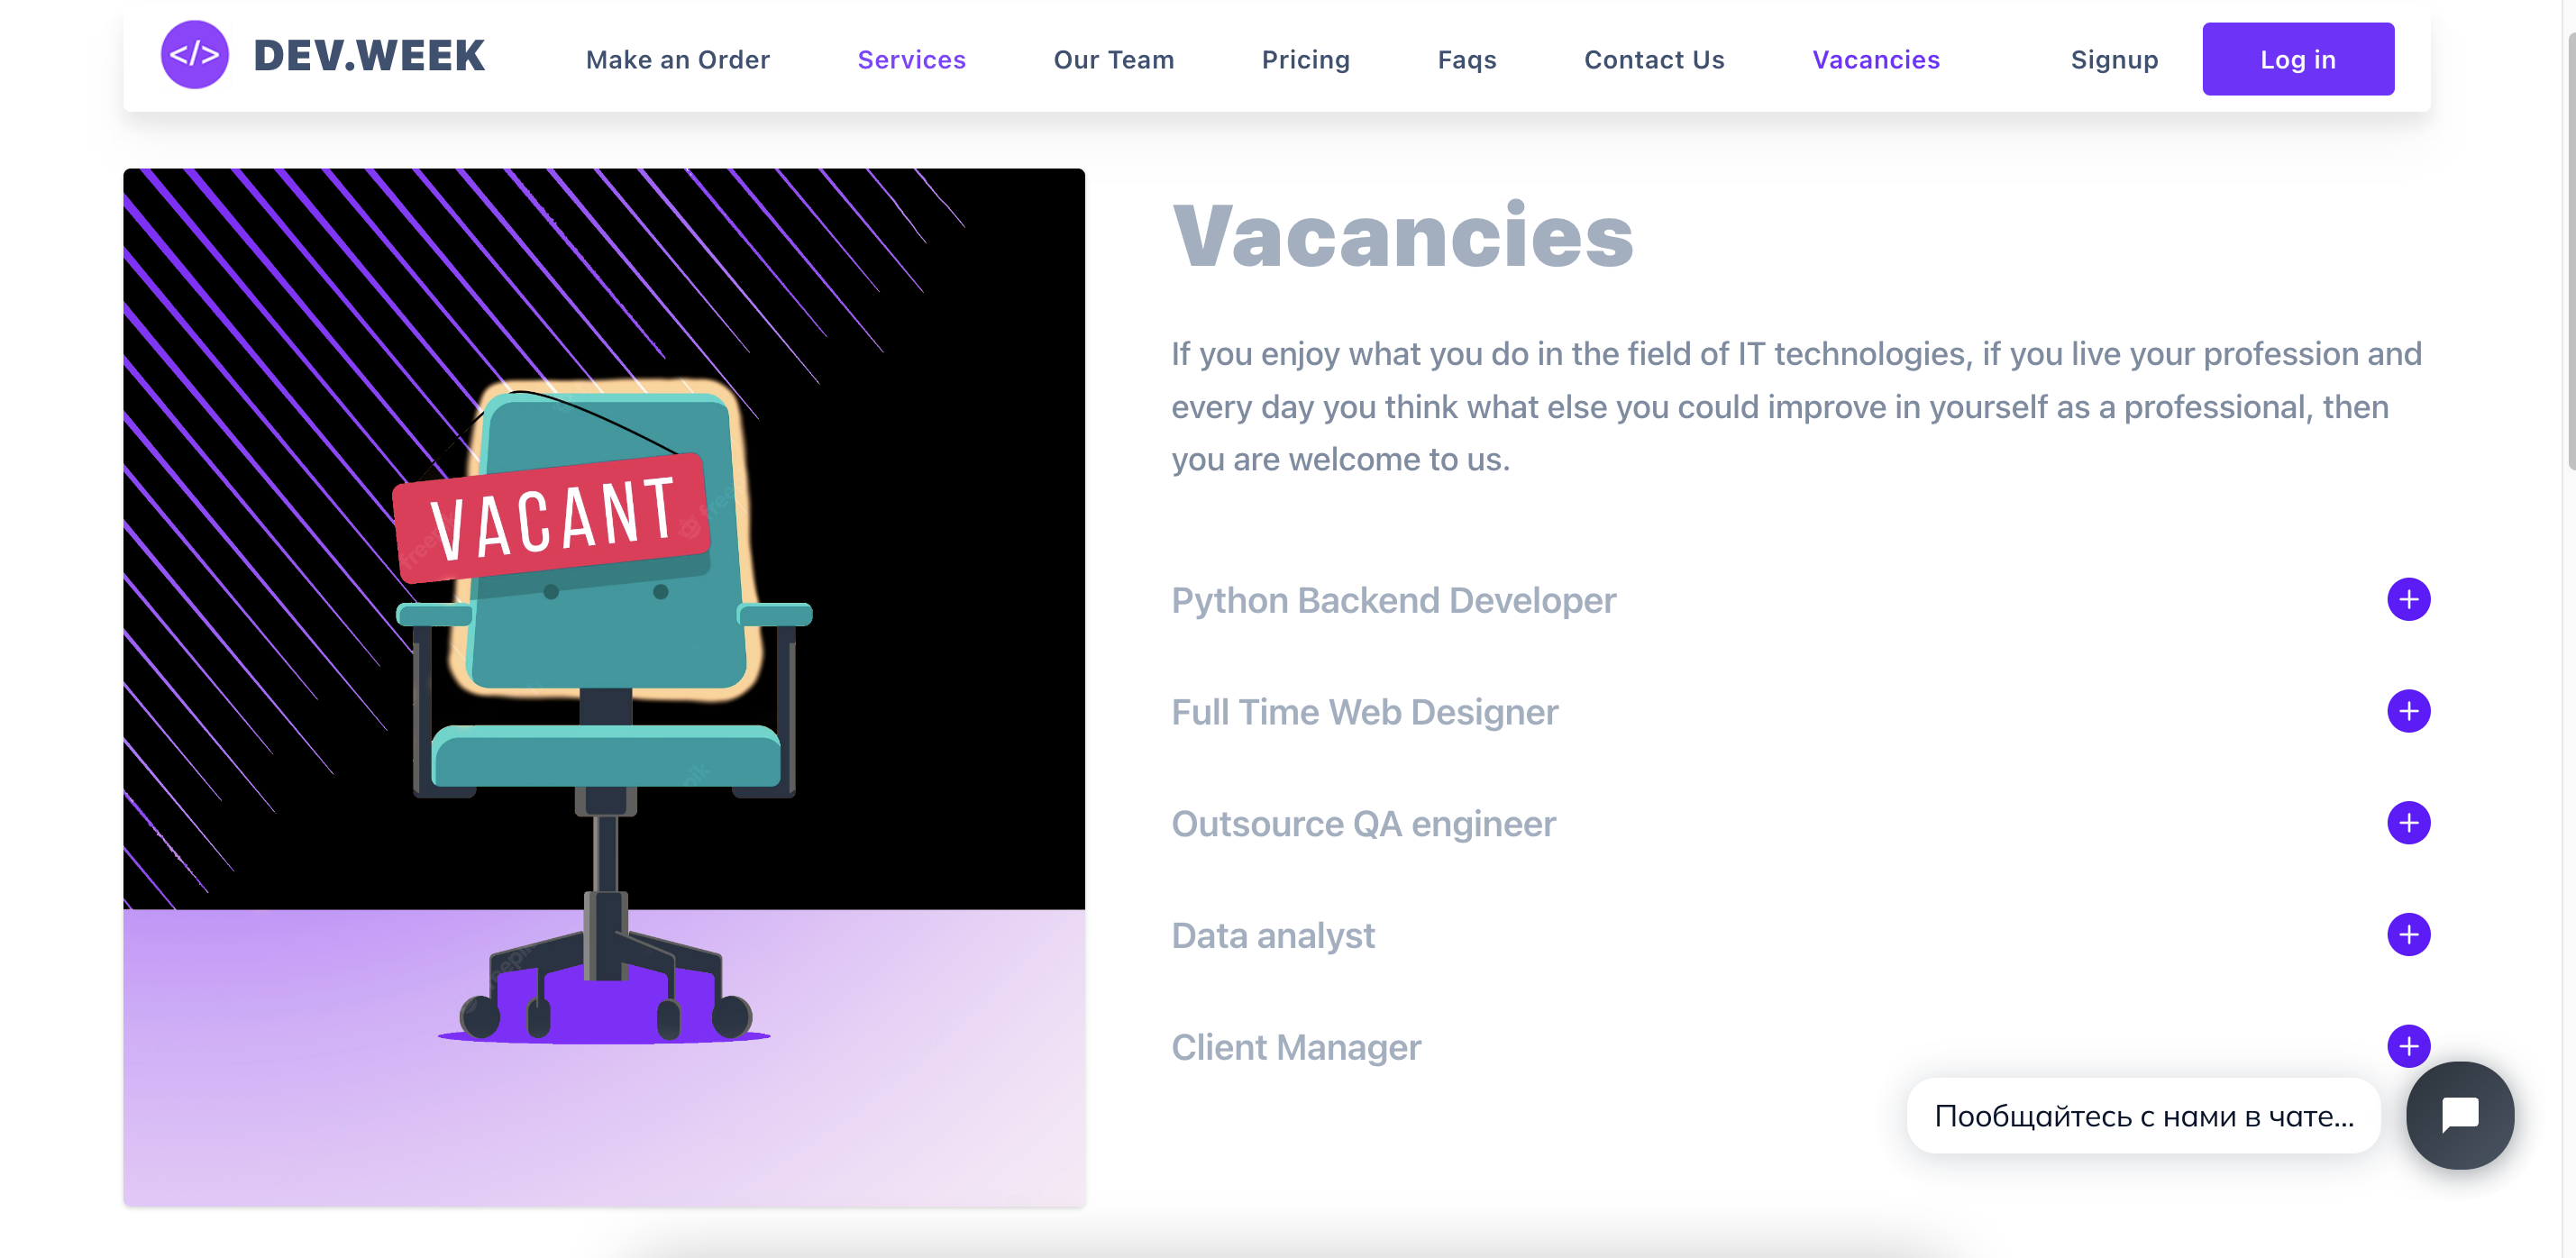 </> DEV.WEEK
Make an Order
Services
Our Team
Pricing
Faqs
Contact Us
Vacancies
Signup
Log in
VACANT
Vacancies
If you enjoy what you do in the field of IT technologies, if you live your profession and
every day you think what else you could improve in yourself as a professional, then
you are welcome to us.
Python Backend Developer
Full Time Web Designer
Outsource QA engineer
Data analyst
Client Manager
Пообщайтесь с нами в чате...